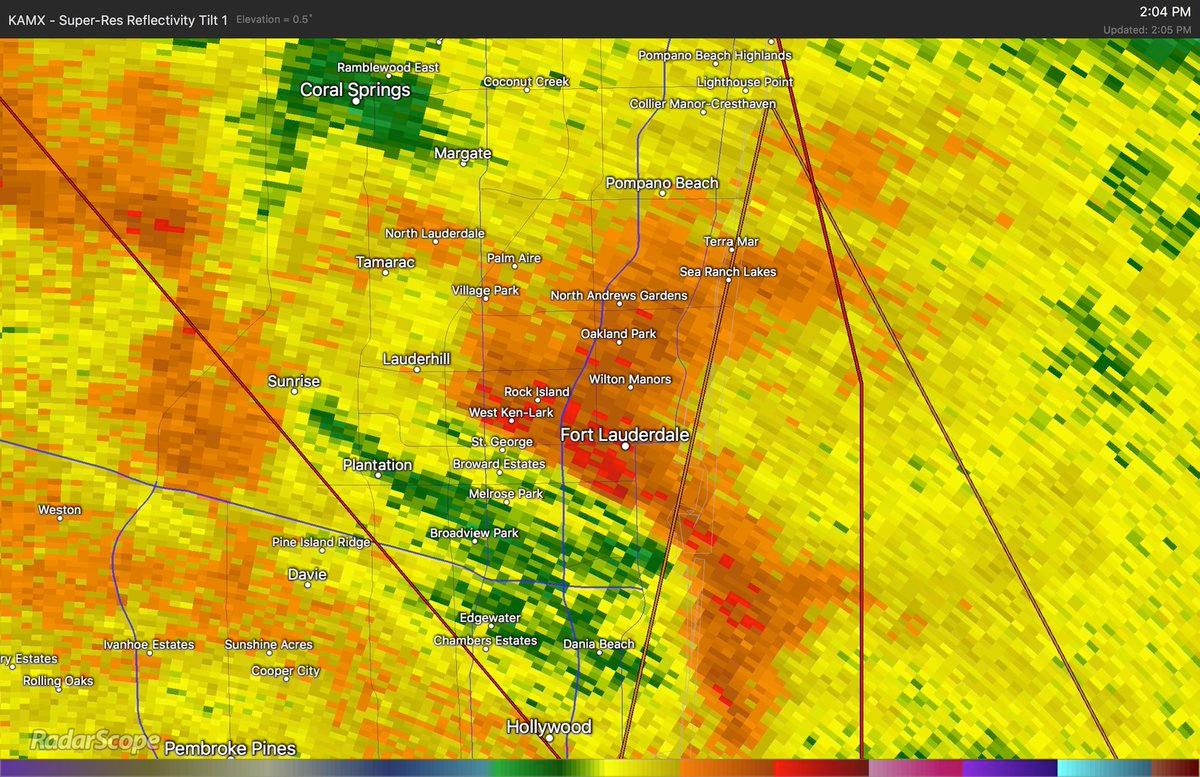 KAMX - Super-Res Reflectivity Tilt 1 Elevation = 0.5°
2:04 PM
Updated: 2:05 PM
Pompano Beach Highlands
Ramblewood East
Coconut Creek
Lighthouse Point
Coral Springs
Collier Manor-Cresthaven
Margate
Pompano Beach
North Lauderdale
Terra Mar
Tamarac
Palm Aire
Sea Ranch Lakes
Village Park
North Andrews Gardens
Oakland Park
Lauderhill
Sunrise
Wilton Manors
Rock Island
West Ken-Lark
Fort Lauderdale
St. George
Plantation
Broward Estates
Melrose Park
Weston
Broadview Park
Pine Island Ridge
Davie
Edgewater
Chambers Estates
Ivanhoe Estates
Sunshine Acres
Dania Beach
ry Estates
Cooper City
Rolling Oaks
Hollywood
RadarScope
Pembroke Pines